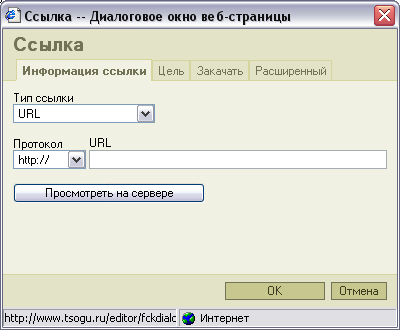 Ссылка -- Диалоговое окно веб-страницы
Ссылка
Информация ссылки Цель Закачать Расширенный
Тип ссылки
URL
Протокол URL
http://
Просмотреть на сервере
OK Отмена
http://www.tsogu.ru/editor/fckdialc Интернет